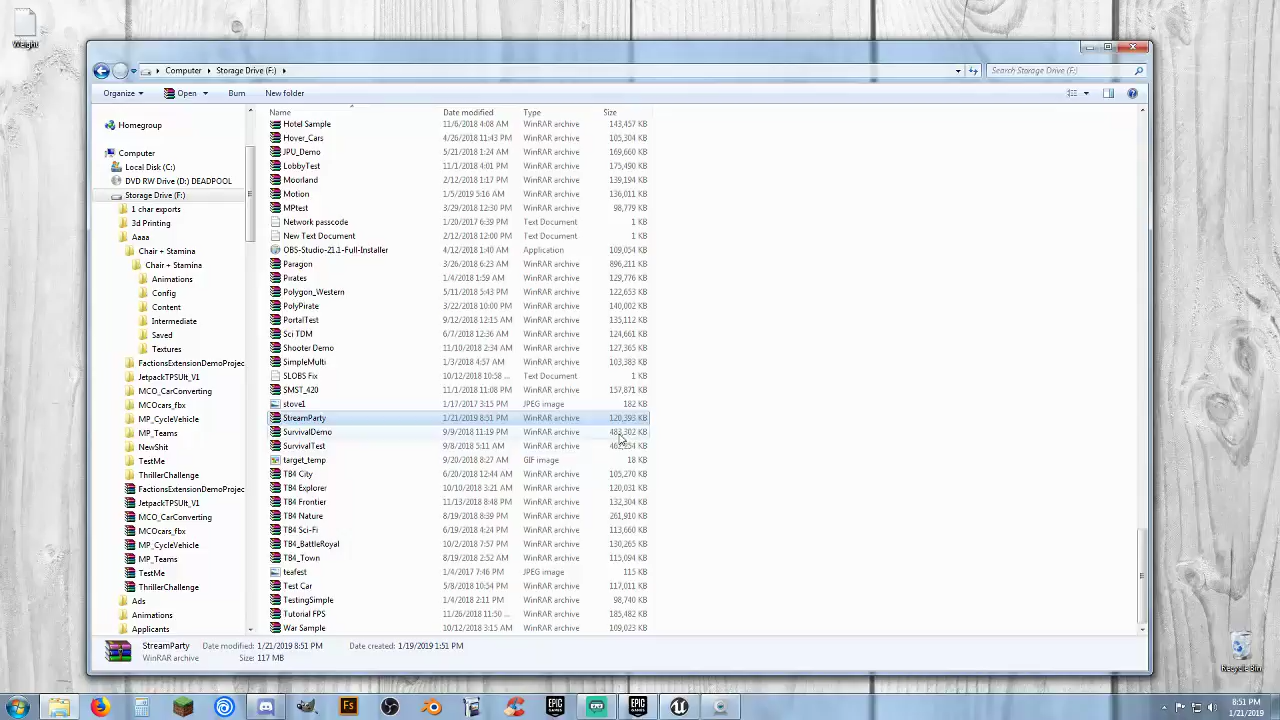 Weight
Computer
Storage Drive (F:)
Search Storage Drive (F:)
Organize
Open
Burn
New folder
Name
Date modified
Type
Size
Homegroup
Computer
Local Disk (C:)
DVD RW Drive (D:) DEADPOOL
Storage Drive (F:)
1 char exports
3d Printing
Aaaa
Chair + Stamina
Chair + Stamina
Animations
Config
Content
Intermediate
Saved
Textures
FactionsExtensionDemoProjec
JetpackTPSUlt_V1
MCO_CarConverting
MCOcars_fbx
MP_CycleVehicle
MP_Teams
NewShit
TestMe
ThrillerChallenge
FactionsExtensionDemoProjec
JetpackTPSUlt_V1
MCO_CarConverting
MCOcars_fbx
MP_CycleVehicle
MP_Teams
TestMe
ThrillerChallenge
Ads
Animations
Applicants
Hotel Sample 11/6/2018 4:08 AM WinRAR archive 143,457 KB
Hover_Cars 4/26/2018 11:43 PM WinRAR archive 105,304 KB
JPU_Demo 5/21/2018 1:24 AM WinRAR archive 169,660 KB
LobbyTest 11/1/2018 4:01 PM WinRAR archive 175,490 KB
Moorland 2/12/2018 1:17 PM WinRAR archive 139,194 KB
Motion 1/5/2019 5:16 AM WinRAR archive 136,011 KB
MPtest 3/29/2018 12:30 PM WinRAR archive 98,779 KB
Network passcode 1/20/2017 6:39 PM Text Document 1 KB
New Text Document 2/12/2018 12:00 PM Text Document 1 KB
OBS-Studio-21.1-Full-Installer 4/12/2018 1:40 AM Application 109,054 KB
Paragon 3/26/2018 6:23 AM WinRAR archive 896,211 KB
Pirates 1/4/2018 1:59 AM WinRAR archive 129,776 KB
Polygon_Western 5/11/2018 5:43 PM WinRAR archive 122,653 KB
PolyPirate 3/22/2018 10:00 PM WinRAR archive 140,002 KB
PortalTest 9/12/2018 12:15 AM WinRAR archive 135,112 KB
Sci TDM 6/7/2018 12:36 AM WinRAR archive 124,661 KB
Shooter Demo 11/10/2018 2:34 AM WinRAR archive 127,365 KB
SimpleMulti 1/3/2018 4:57 AM WinRAR archive 103,383 KB
SLOBS Fix 10/12/2018 10:58 ... Text Document 1 KB
SMST_420 11/1/2018 11:08 PM WinRAR archive 157,871 KB
stove1 1/17/2017 3:15 PM JPEG image 182 KB
StreamParty 1/21/2019 8:51 PM WinRAR archive 120,393 KB
SurvivalDemo 9/9/2018 11:19 PM WinRAR archive 483,302 KB
SurvivalTest 9/8/2018 5:11 AM WinRAR archive KB
target_temp 9/20/2018 8:27 AM GIF image 18 KB
TB4 City 6/20/2018 12:44 AM WinRAR archive 105,270 KB
TB4 Explorer 10/10/2018 3:21 AM WinRAR archive 120,031 KB
TB4 Frontier 11/13/2018 8:48 PM WinRAR archive 132,304 KB
TB4 Nature 8/19/2018 8:39 PM WinRAR archive 261,910 KB
TB4 Sci-Fi 6/19/2018 4:24 PM WinRAR archive 113,660 KB
TB4_BattleRoyal 10/2/2018 7:57 PM WinRAR archive 130,265 KB
TB4_Town 8/19/2018 2:52 AM WinRAR archive 115,094 KB
teafest 1/4/2017 7:46 PM JPEG image 115 KB
Test Car 5/8/2018 10:54 PM WinRAR archive 117,011 KB
TestingSimple 1/4/2018 2:11 PM WinRAR archive 98,740 KB
Tutorial FPS 11/26/2018 11:50 ... WinRAR archive 185,482 KB
War Sample 10/12/2018 3:15 AM WinRAR archive 109,023 KB
StreamParty Date modified: 1/21/2019 8:51 PM Date created: 1/19/2019 1:51 PM
WinRAR archive Size: 117 MB
Recycle Bin
Fs
EPIC GAMES
EPIC GAMES
8:51 PM
1/21/2019